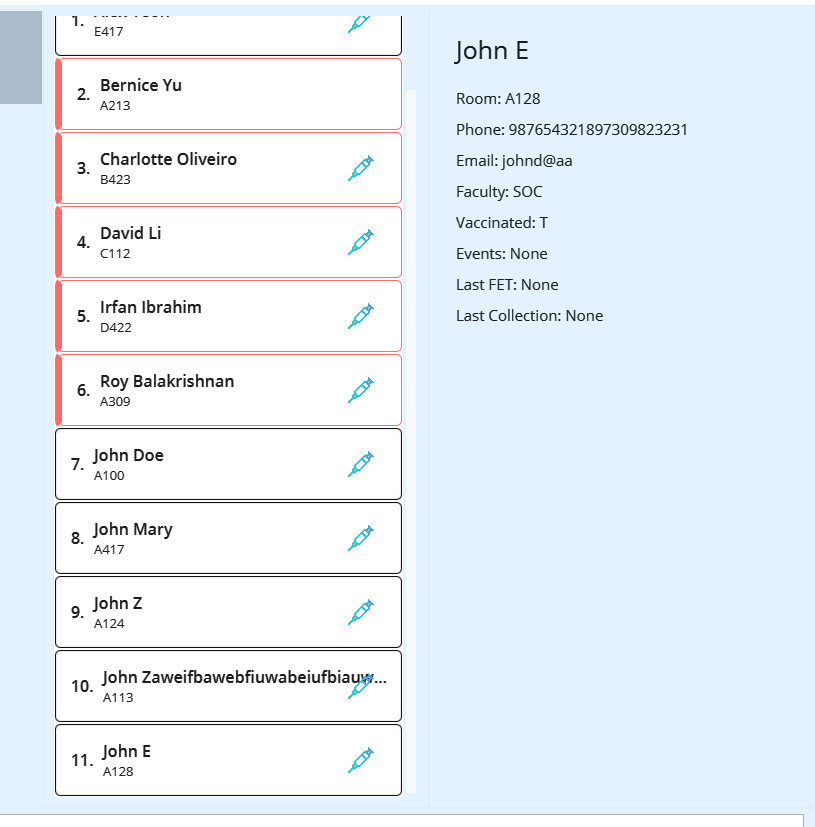 1.
E417
2. Bernice Yu
A213
3. Charlotte Oliveiro
B423
4. David Li
C112
5. Irfan Ibrahim
D422
6. Roy Balakrishnan
A309
7. John Doe
A100
8. John Mary
A417
9. John Z
A124
10. John Zaweifbawebfiuwabeiufbiauw...
A113
11. John E
A128
John E
Room: A128
Phone: 987654321897309823231
Email: johnd@aa
Faculty: SOC
Vaccinated: T
Events: None
Last FET: None
Last Collection: None